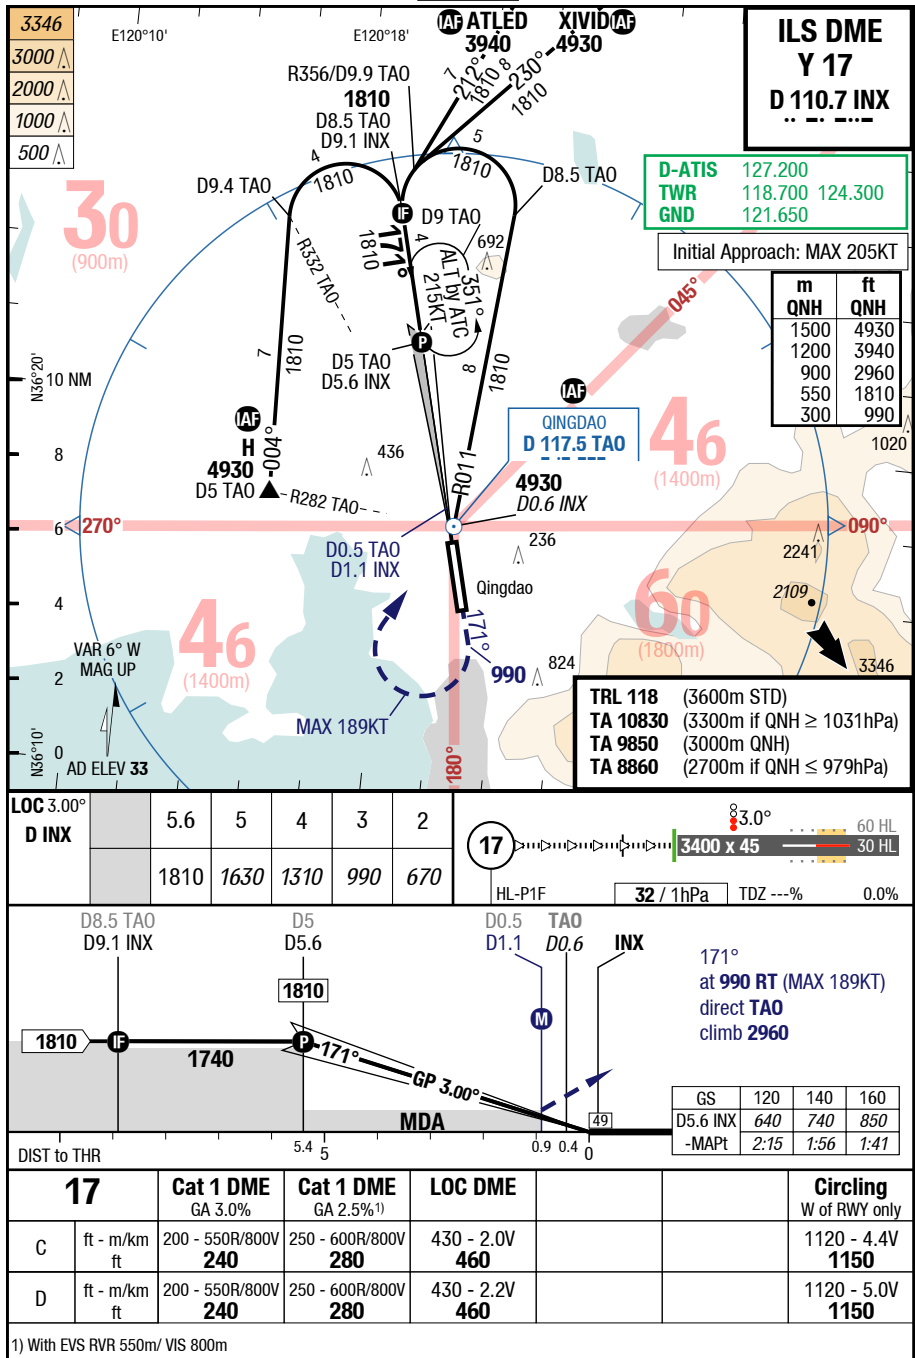 3346
3000
2000
1000
500
E120°10'
E120°18'
IAF ATLED
3940
XIVID IAF
4930
ILS DME
Y 17
D 110.7 INX
R356/D9.9 TAO
1810
D8.5 TAO
D9.1 INX
7
212°
1810
8
230°
1810
5
1810
4
1810
D9.4 TAO
D8.5 TAO
D-ATIS 127.200
TWR 118.700 124.300
GND 121.650
30
(900m)
IF
D9 TAO
4
171°
1810
692
R332 TAO
351°
ALT by ATC
215KT
Initial Approach: MAX 205KT
045°
m ft
QNH QNH
1500 4930
1200 3940
900 2960
550 1810
300 990
P
D5 TAO
D5.6 INX
7
1810
8
1810
N36°20'
10 NM
IAF
IAF
H
4930
D5 TAO
004°
R282 TAO
436
R011
QINGDAO
D 117.5 TAO
46
(1400m)
1020
4930
D0.6 INX
8
6
270°
090°
D0.5 TAO
D1.1 INX
236
2241
2109
Qingdao
4
46
(1400m)
60
(1800m)
171°
VAR 6° W
MAG UP
2
990
824
3346
MAX 189KT
180°
N36°10'
0
AD ELEV 33
TRL 118 (3600m STD)
TA 10830 (3300m if QNH ≥ 1031hPa)
TA 9850 (3000m QNH)
TA 8860 (2700m if QNH ≤ 979hPa)
LOC 3.00°
D INX
5.6 5 4 3 2
1810 1630 1310 990 670
17
3.0°
3400 x 45
60 HL
30 HL
HL-P1F
32 / 1hPa
TDZ ---%
0.0%
D8.5 TAO D5 D0.5 TAO
D9.1 INX D5.6 D1.1 D0.6 INX
171°
at 990 RT (MAX 189KT)
direct TAO
climb 2960
1810
1810
IF
P
M
1740
171°
GP 3.00°
MDA
49
DIST to THR
5.4 5 0.9 0.4 0
GS 120 140 160
D5.6 INX 640 740 850
-MAPt 2:15 1:56 1:41
17 Cat 1 DME Cat 1 DME LOC DME Circling
GA 3.0% GA 2.5%1) W of RWY only
C ft - m/km 200 - 550R/800V 250 - 600R/800V 430 - 2.0V 1120 - 4.4V
ft 240 280 460 1150
D ft - m/km 200 - 550R/800V 250 - 600R/800V 430 - 2.2V 1120 - 5.0V
ft 240 280 460 1150
1) With EVS RVR 550m/ VIS 800m